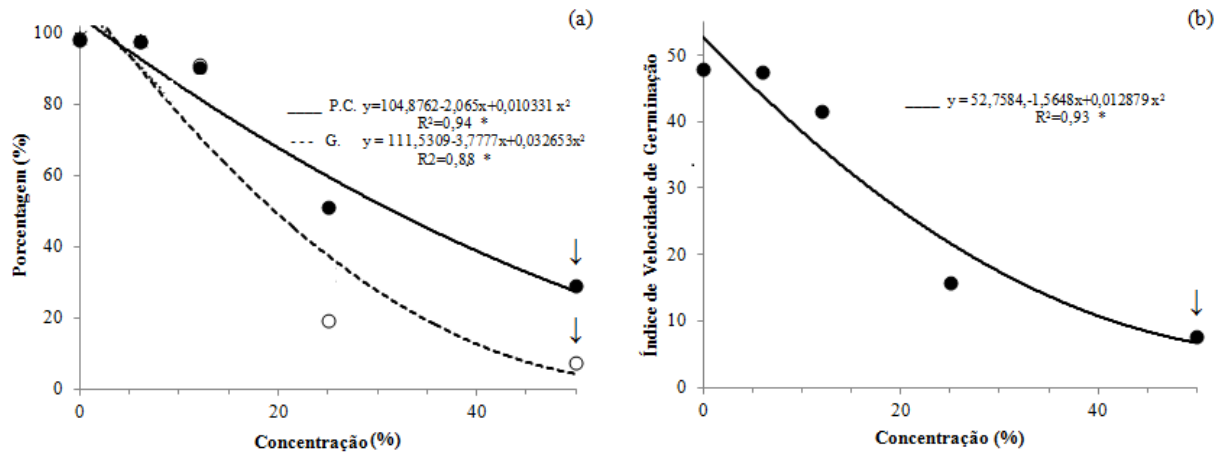 (a)
100
80
60
40
20
0
Porcentagem (%)
____ P.C. y=104,8762-2,065x+0,010331 x²
R²=0,94 *
--- G. y = 111,5309-3,7777x+0,032653x²
R2=0,88 *
↓
↓
0 20 40
Concentração (%)
(b)
50
40
30
20
10
0
Índice de Velocidade de Germinação
____ y = 52,7584,-1,5648x+0,012879 x²
R²=0,93 *
↓
0 20 40
Concentração (%)